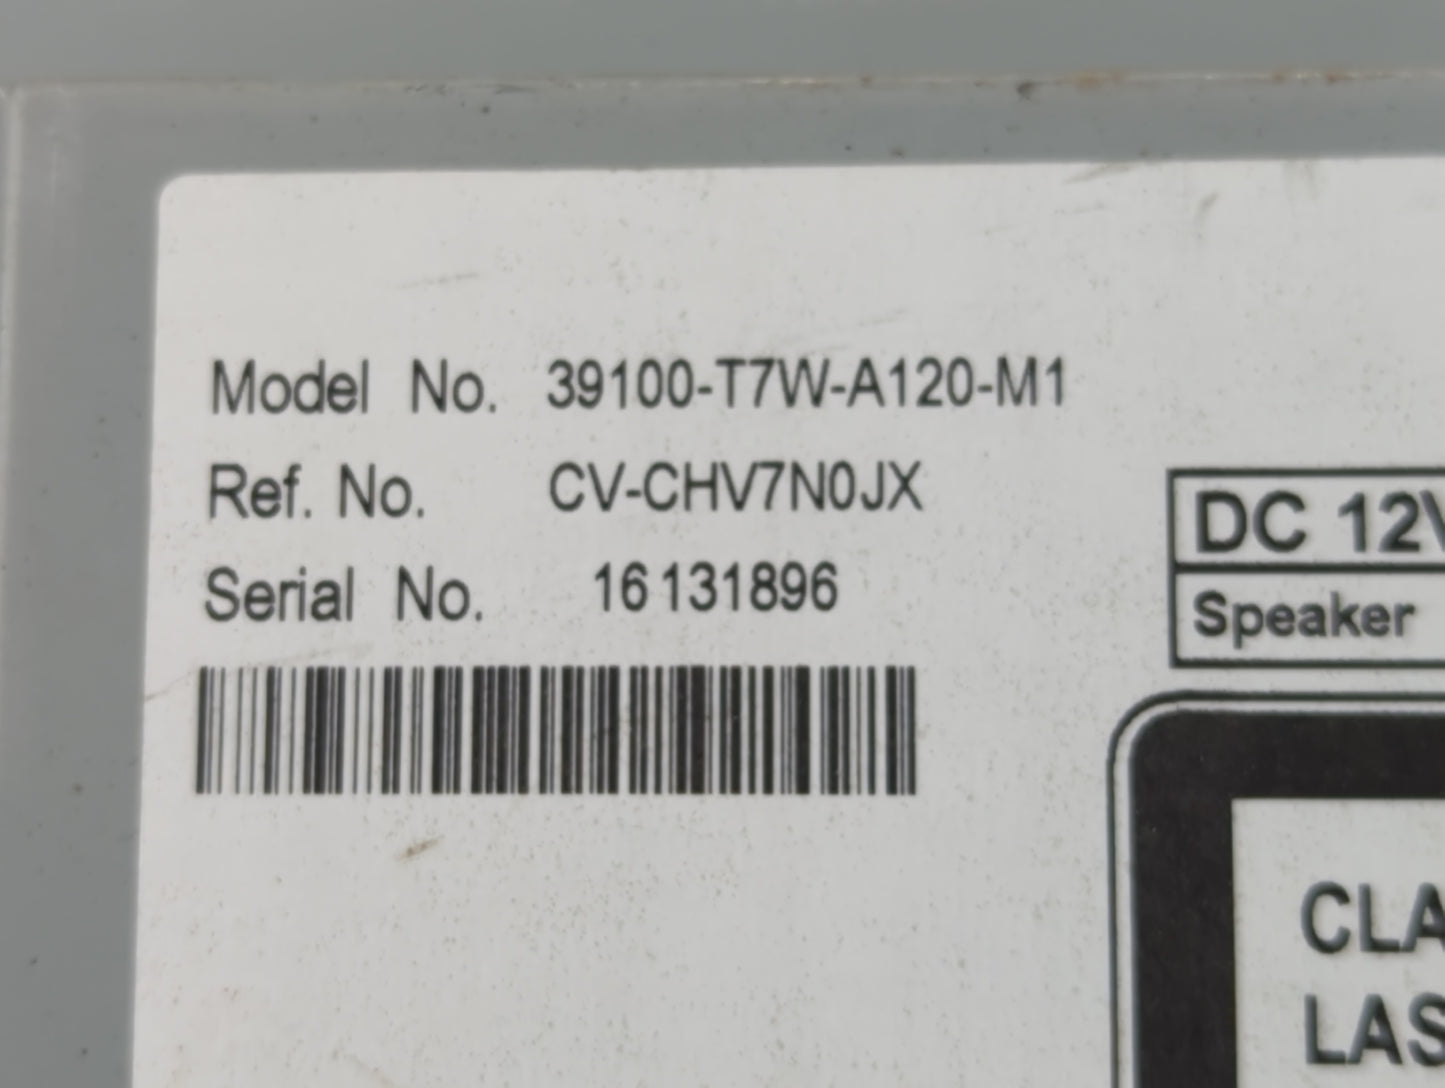 Model No. 39100-T7W-A120-M1
Ref. No. CV-CHV7N0JX
Serial No. 16131896
DC 12V
Speaker
CLA
LAS